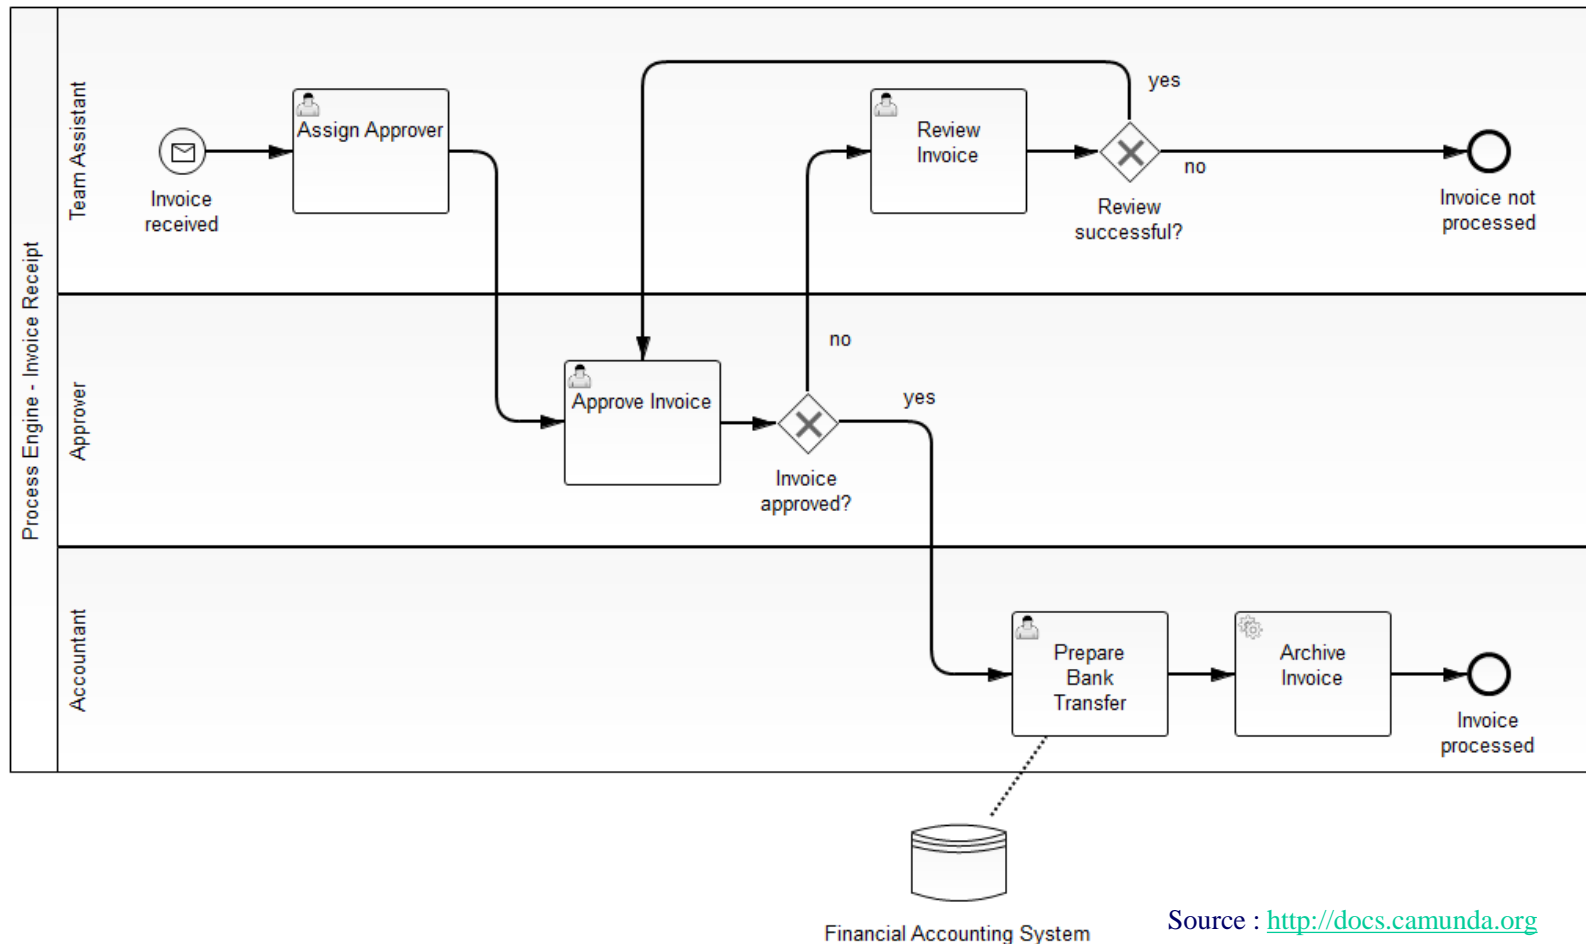 Process Engine - Invoice Receipt
Team Assistant
Invoice
received
Assign Approver
Review
Invoice
yes
no
Review
successful?
Invoice not
processed
Approver
Approve Invoice
no
yes
Invoice
approved?
Accountant
Prepare
Bank
Transfer
Archive
Invoice
Invoice
processed
Financial Accounting System
Source : http://docs.camunda.org